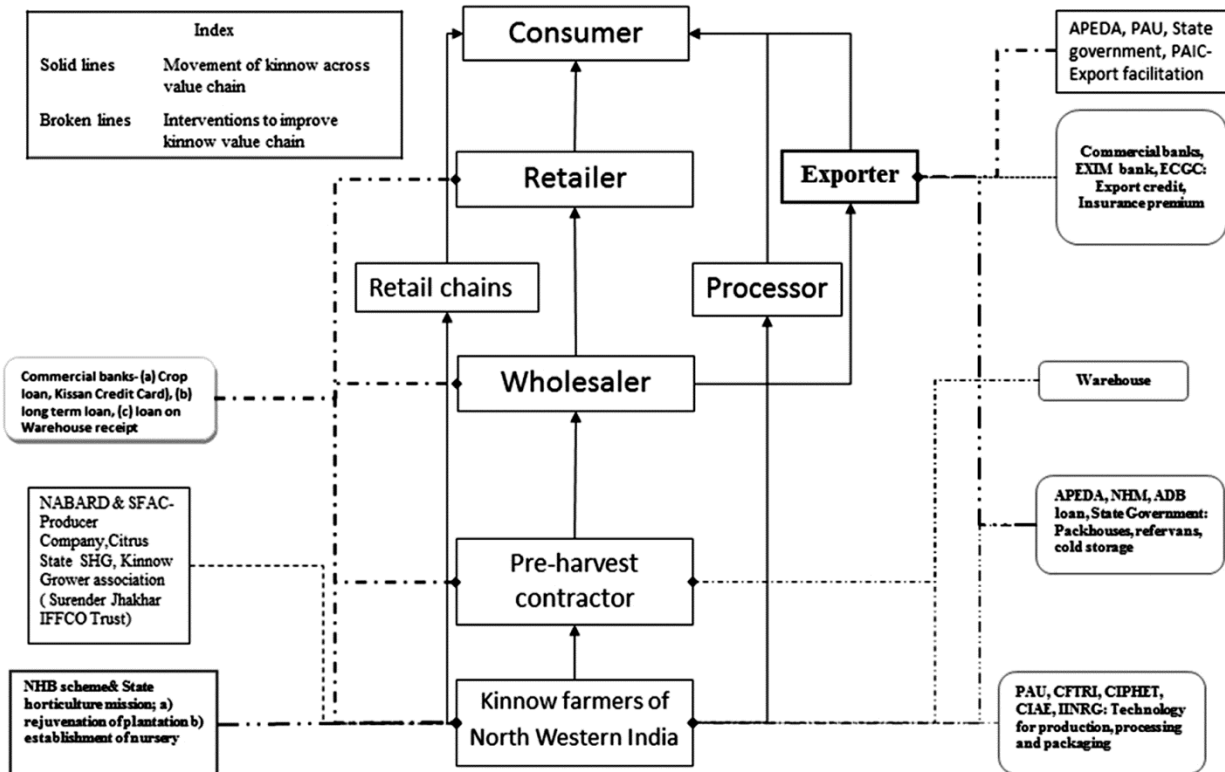 Index
Solid lines Movement of kinnow across
value chain
Broken lines Interventions to improve
kinnow value chain
Consumer
APEDA, PAU, State
government, PAIC-
Export facilitation
Retailer
Exporter
Commercial banks,
EXIM bank, ECGC:
Export credit,
Insurance premium
Retail chains
Processor
Commercial banks- (a) Crop
loan, Kissan Credit Card), (b)
long term loan, (c) loan on
Warehouse receipt
Wholesaler
Warehouse
NABARD & SFAC-
Producer
Company,Citrus
State SHG, Kinnow
Grower association
( Surender Jhakhar
IFFCO Trust)
Pre-harvest
contractor
APEDA, NHM, ADB
loan, State Government:
Packhouses, refervans,
cold storage
NHB scheme& State
horticulture mission; a)
rejuvenation of plantation b)
establishment of nursery
Kinnow farmers of
North Western India
PAU, CFTRI, CIPHET,
CIAE, IINRG: Technology
for production, processing
and packaging